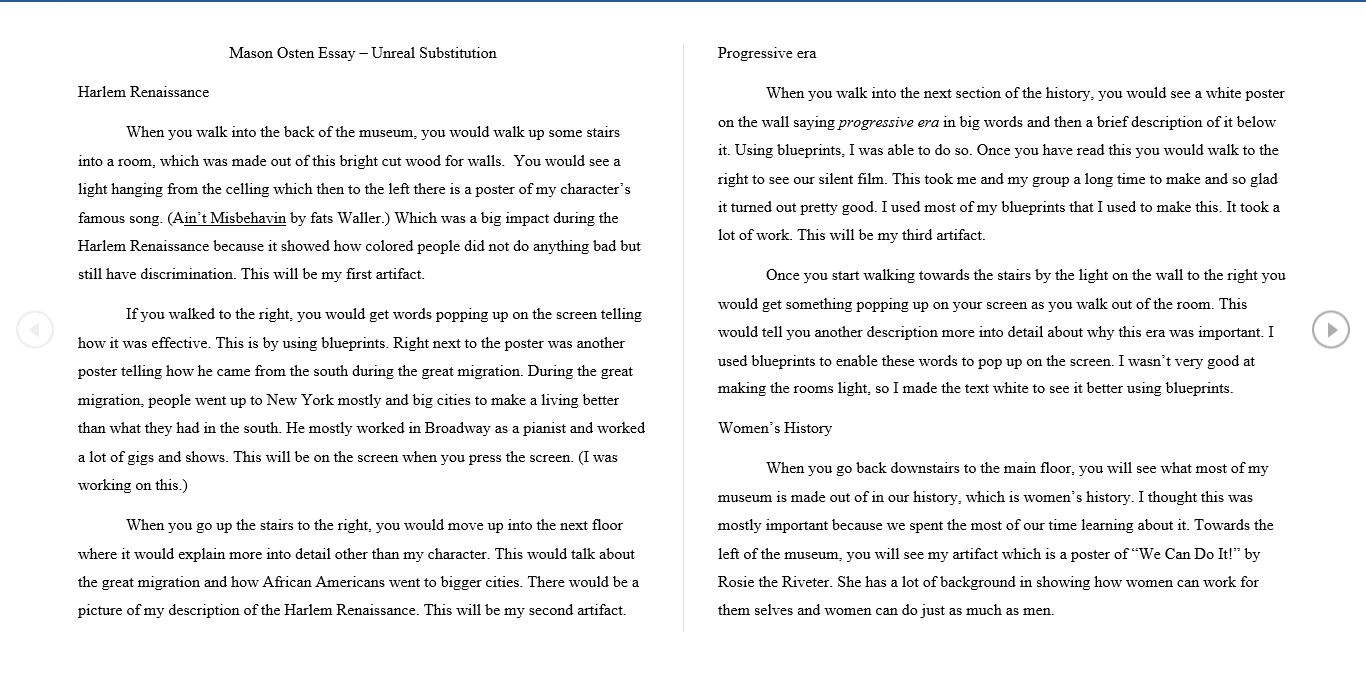 Mason Osten Essay – Unreal Substitution
Harlem Renaissance
When you walk into the back of the museum, you would walk up some stairs
into a room, which was made out of this bright cut wood for walls.  You would see a
light hanging from the celling which then to the left there is a poster of my character’s
famous song. (Ain’t Misbehavin by fats Waller.) Which was a big impact during the
Harlem Renaissance because it showed how colored people did not do anything bad but
still have discrimination. This will be my first artifact.
If you walked to the right, you would get words popping up on the screen telling
how it was effective. This is by using blueprints. Right next to the poster was another
poster telling how he came from the south during the great migration. During the great
migration, people went up to New York mostly and big cities to make a living better
than what they had in the south. He mostly worked in Broadway as a pianist and worked
a lot of gigs and shows. This will be on the screen when you press the screen. (I was
working on this.)
When you go up the stairs to the right, you would move up into the next floor
where it would explain more into detail other than my character. This would talk about
the great migration and how African Americans went to bigger cities. There would be a
picture of my description of the Harlem Renaissance. This will be my second artifact.
Progressive era
When you walk into the next section of the history, you would see a white poster
on the wall saying progressive era in big words and then a brief description of it below
it. Using blueprints, I was able to do so. Once you have read this you would walk to the
right to see our silent film. This took me and my group a long time to make and so glad
it turned out pretty good. I used most of my blueprints that I used to make this. It took a
lot of work. This will be my third artifact.
Once you start walking towards the stairs by the light on the wall to the right you
would get something popping up on your screen as you walk out of the room. This
would tell you another description more into detail about why this era was important. I
used blueprints to enable these words to pop up on the screen. I wasn’t very good at
making the rooms light, so I made the text white to see it better using blueprints.
Women’s History
When you go back downstairs to the main floor, you will see what most of my
museum is made out of in our history, which is women’s history. I thought this was
mostly important because we spent the most of our time learning about it. Towards the
left of the museum, you will see my artifact which is a poster of “We Can Do It!” by
Rosie the Riveter. She has a lot of background in showing how women can work for
them selves and women can do just as much as men.